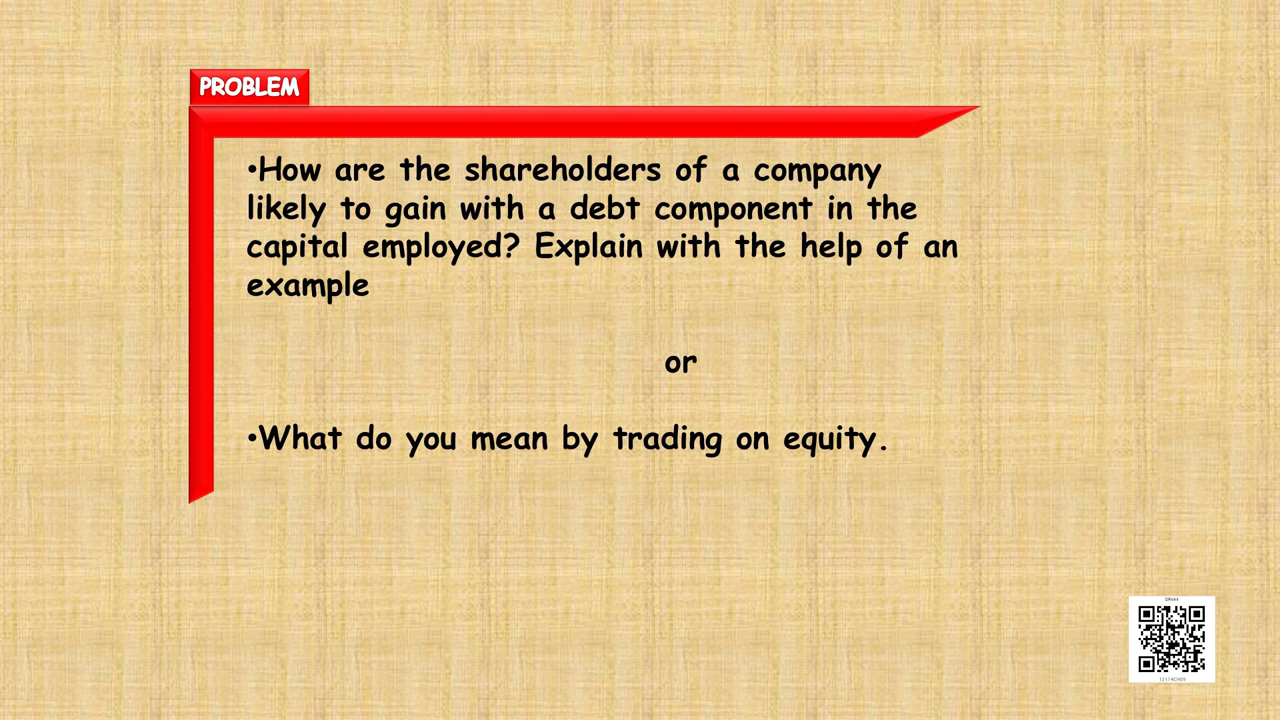 PROBLEM
•How are the shareholders of a company
likely to gain with a debt component in the
capital employed? Explain with the help of an
example
or
•What do you mean by trading on equity.